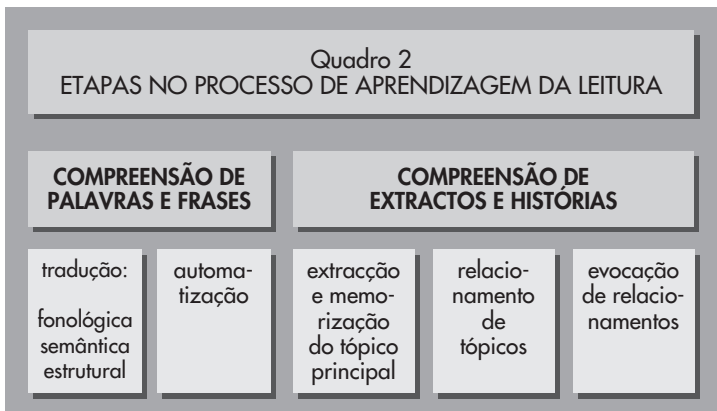 Quadro 2
ETAPAS NO PROCESSO DE APRENDIZAGEM DA LEITURA
COMPREENSÃO DE
PALAVRAS E FRASES
COMPREENSÃO DE
EXTRACTOS E HISTÓRIAS
tradução:
fonológica
semântica
estrutural
automa-
tização
extracção
e memo-
rização
do tópico
principal
relacio-
namento
de
tópicos
evocação
de relacio-
namentos